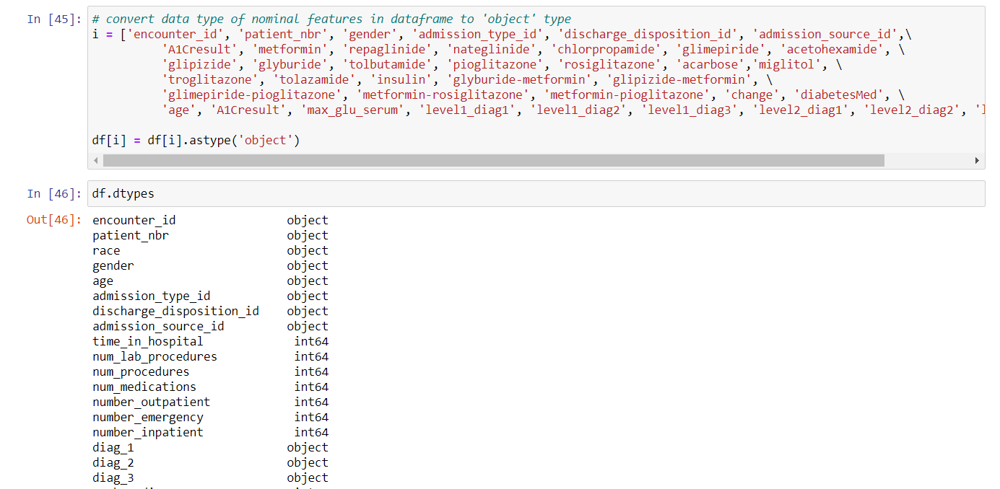 In [45]: # convert data type of nominal features in dataframe to 'object' type
i = ['encounter_id', 'patient_nbr', 'gender', 'admission_type_id', 'discharge_disposition_id', 'admission_source_id',\
'A1Cresult', 'metformin', 'repaglinide', 'nateglinide', 'chlorpropamide', 'glimepiride', 'acetohexamide', \
'glipizide', 'glyburide', 'tolbutamide', 'pioglitazone', 'rosiglitazone', 'acarbose','miglitol', \
'troglitazone', 'tolazamide', 'insulin', 'glyburide-metformin', 'glipizide-metformin', \
'glimepiride-pioglitazone', 'metformin-rosiglitazone', 'metformin-pioglitazone', 'change', 'diabetesMed', \
'age', 'A1Cresult', 'max_glu_serum', 'level1_diag1', 'level1_diag2', 'level1_diag3', 'level2_diag1', 'level2_diag2',
df[i] = df[i].astype('object')
In [46]: df.dtypes
Out[46]: encounter_id object
patient_nbr object
race object
gender object
age object
admission_type_id object
discharge_disposition_id object
admission_source_id object
time_in_hospital int64
num_lab_procedures int64
num_procedures int64
num_medications int64
number_outpatient int64
number_emergency int64
number_inpatient int64
diag_1 object
diag_2 object
diag_3 object